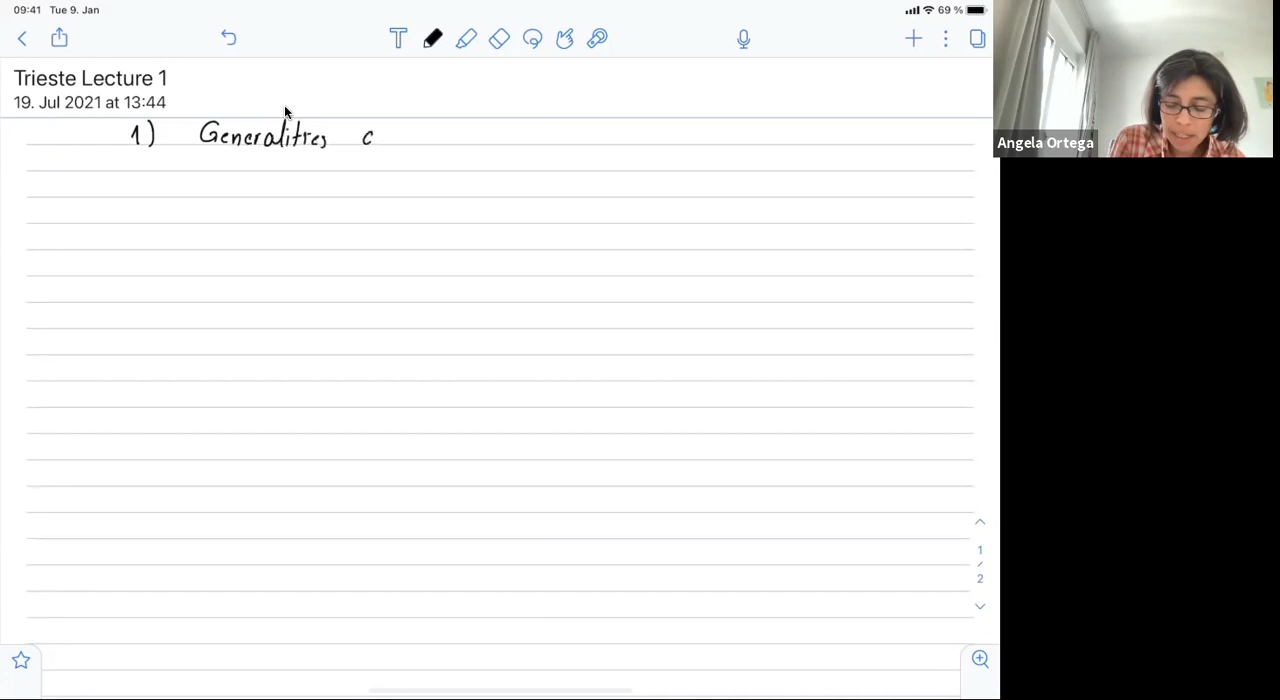 09:41 Tue 9. Jan
69 %
Trieste Lecture 1
19. Jul 2021 at 13:44
Angela Ortega
1) Generalitres c
1
2